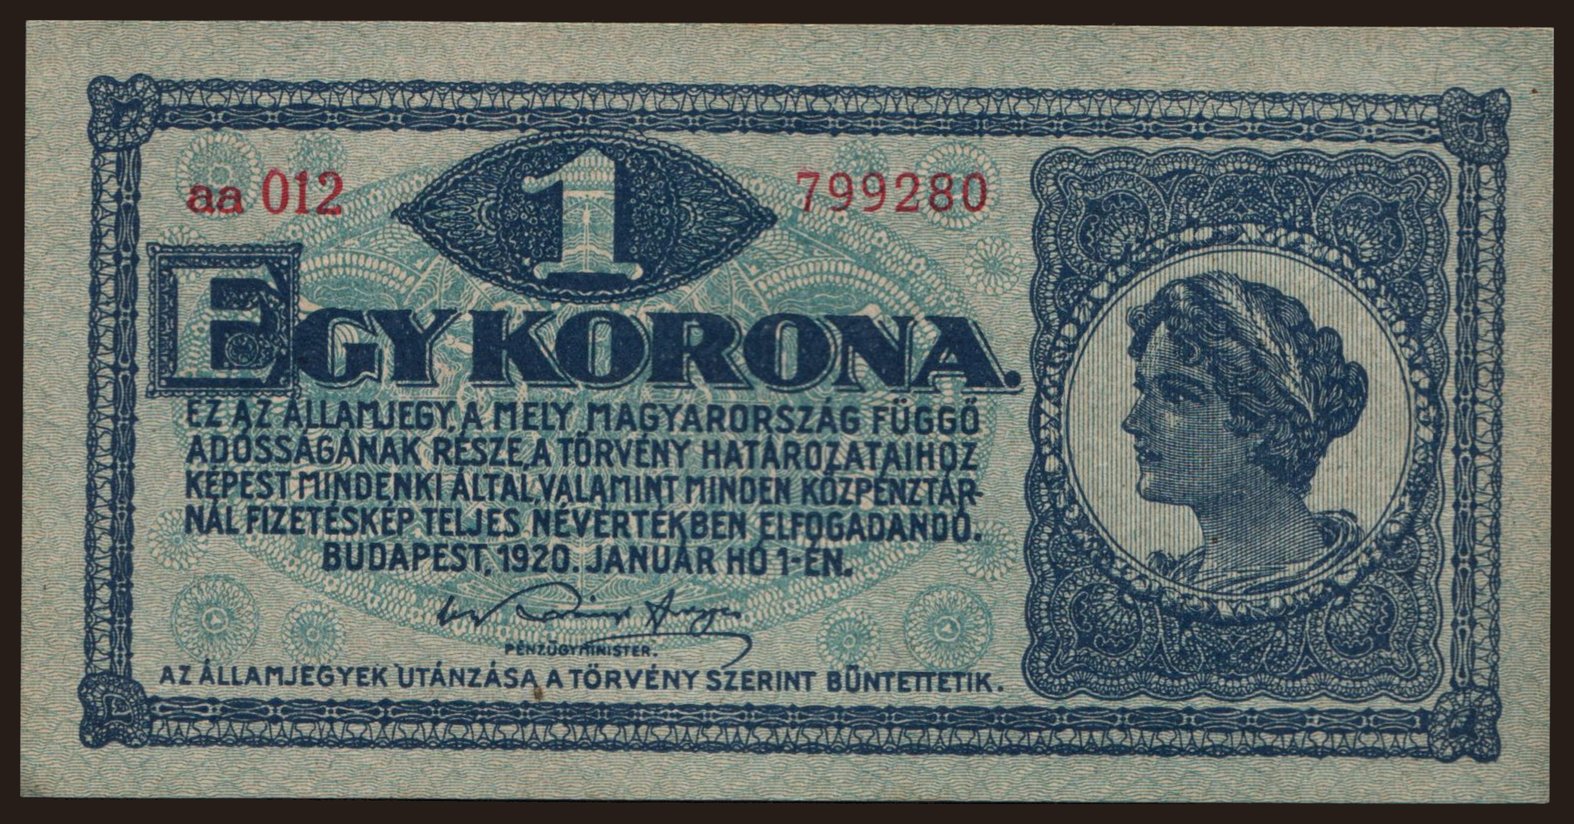 aa 012
1
799280
EGY KORONA.
EZ AZ ÁLLAMJEGY, A MELY MAGYARORSZÁG FÜGGŐ
ADÓSSÁGÁNAK RÉSZE, A TÖRVÉNY HATÁROZATAIHOZ
KÉPEST MINDENKI ÁLTAL VALAMINT MINDEN KÖZPÉNZTÁR-
NÁL FIZETÉSKÉP TELJES NÉVÉRTÉKBEN ELFOGADANDÓ.
BUDAPEST, 1920. JANUÁR HÓ 1-ÉN.
PÉNZÜGYMINISTER.
AZ ÁLLAMJEGYEK UTÁNZÁSA A TÖRVÉNY SZERINT BÜNTETTETIK.